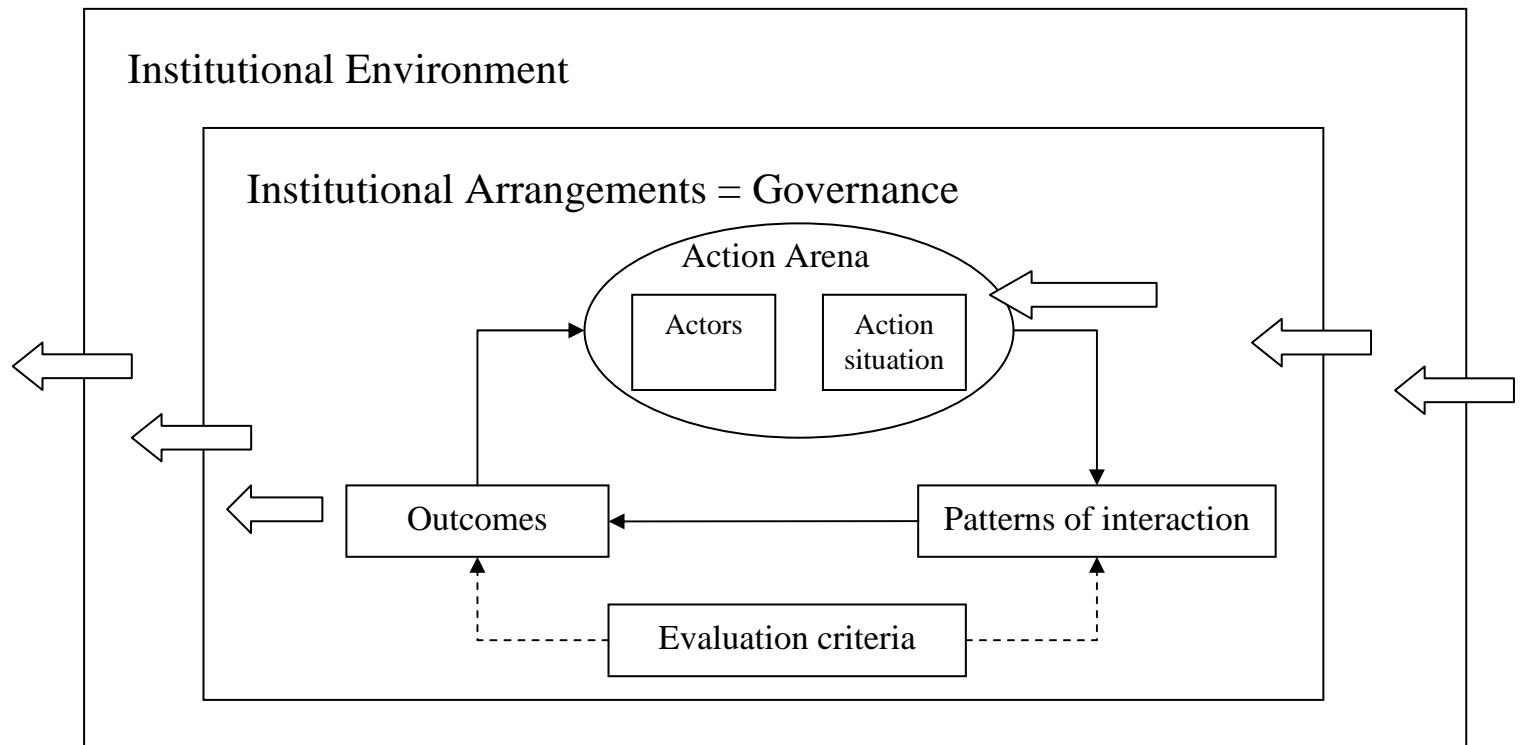 Institutional Environment
Institutional Arrangements = Governance
Action Arena
Actors
Action
situation
Outcomes
Patterns of interaction
Evaluation criteria